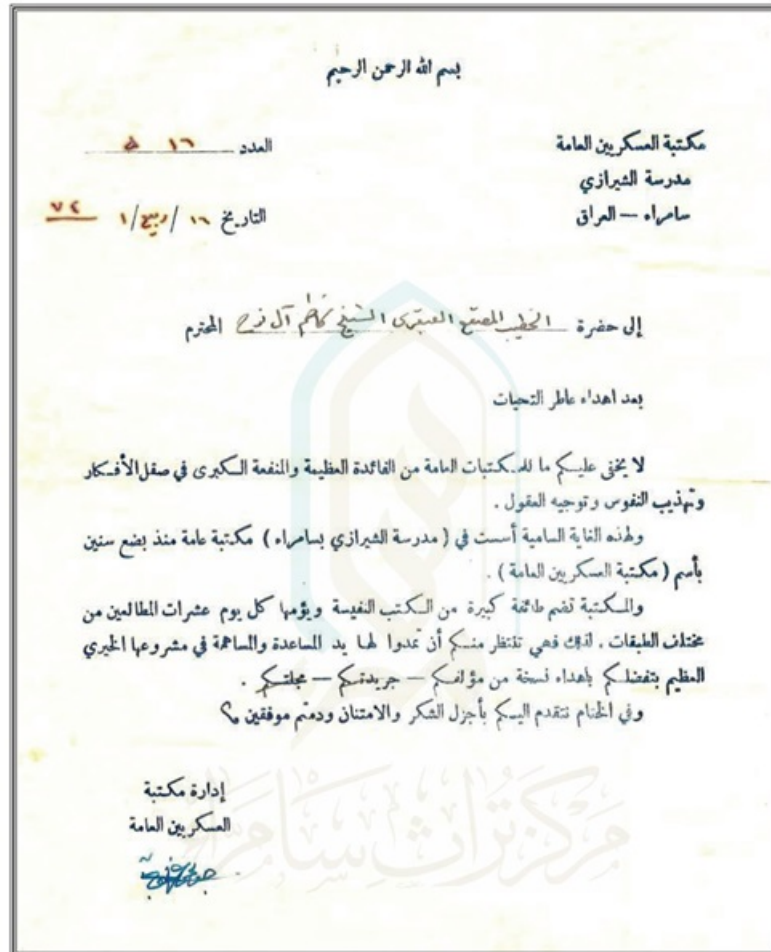 بسم الله الرحمن الرحيم
مكتبة العسكريين العامة
العدد ١٦
مدرسة الشيرازي
سامراء — العراق
التاريخ ١٦ / ربيع / ١ ٧٢
إلى حضرة الخطيب المصقع العبقري الشيخ كاظم آل نوح المحترم
بعد اهداء عاطر التحيات
لا يخفى عليكم ما للمكتبات العامة من الفائدة العظيمة والمنفعة الكبرى في صقل الأفكار
وتهذيب النفوس وتوجيه العقول .
ولهذه الغاية السامية أسست في ( مدرسة الشيرازي بسامراء ) مكتبة عامة منذ بضع سنين
بأسم ( مكتبة العسكريين العامة ) .
والمكتبة تضم طائفة كبيرة من الكتب النفيسة ويؤمها كل يوم عشرات المطالعين من
مختلف الطبقات . لذلك فهي تنتظر منكم أن تمدوا لها يد المساعدة والمساهمة في مشروعها الخيري
العظيم بتفضلكم باهداء نسخة من مؤلفكم — جريدتكم — مجلتكم .
وفي الختام نتقدم اليكم بأجزل الشكر والامتنان ودمتم موفقين
إدارة مكتبة
العسكريين العامة
مركز تراث سامراء